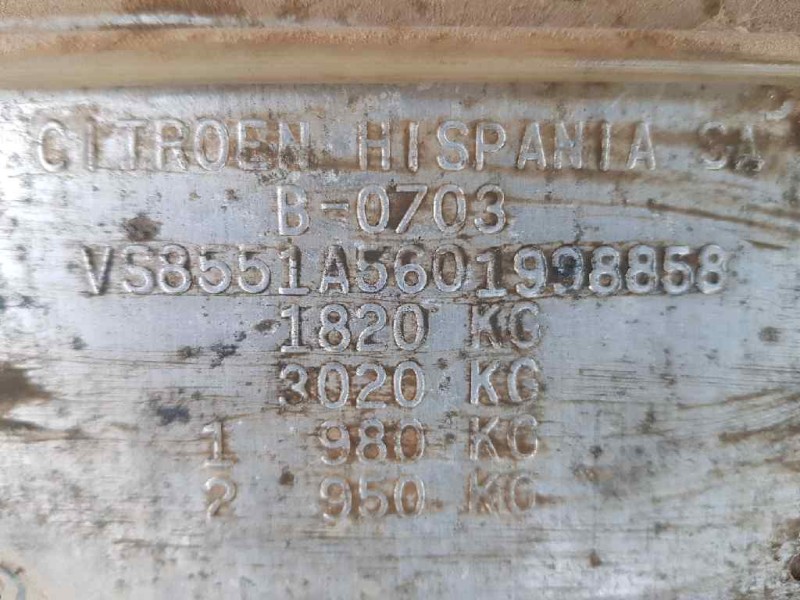 CITROEN HISPANIA SA
B-0703
VS8551A5601998858
1820 KG
3020 KG
1 980 KG
2 950 KG